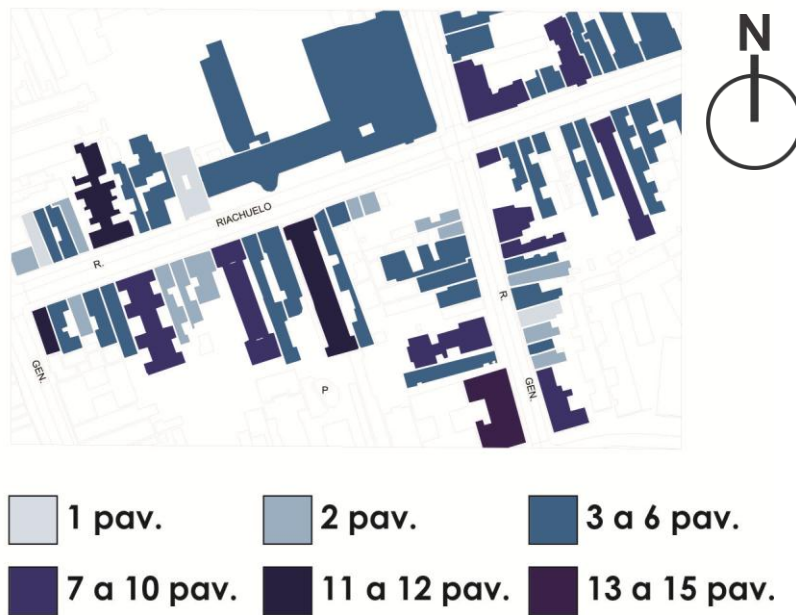 N
RIACHUELO
R.
R.
GEN.
GEN.
P
1 pav.
2 pav.
3 a 6 pav.
7 a 10 pav.
11 a 12 pav.
13 a 15 pav.